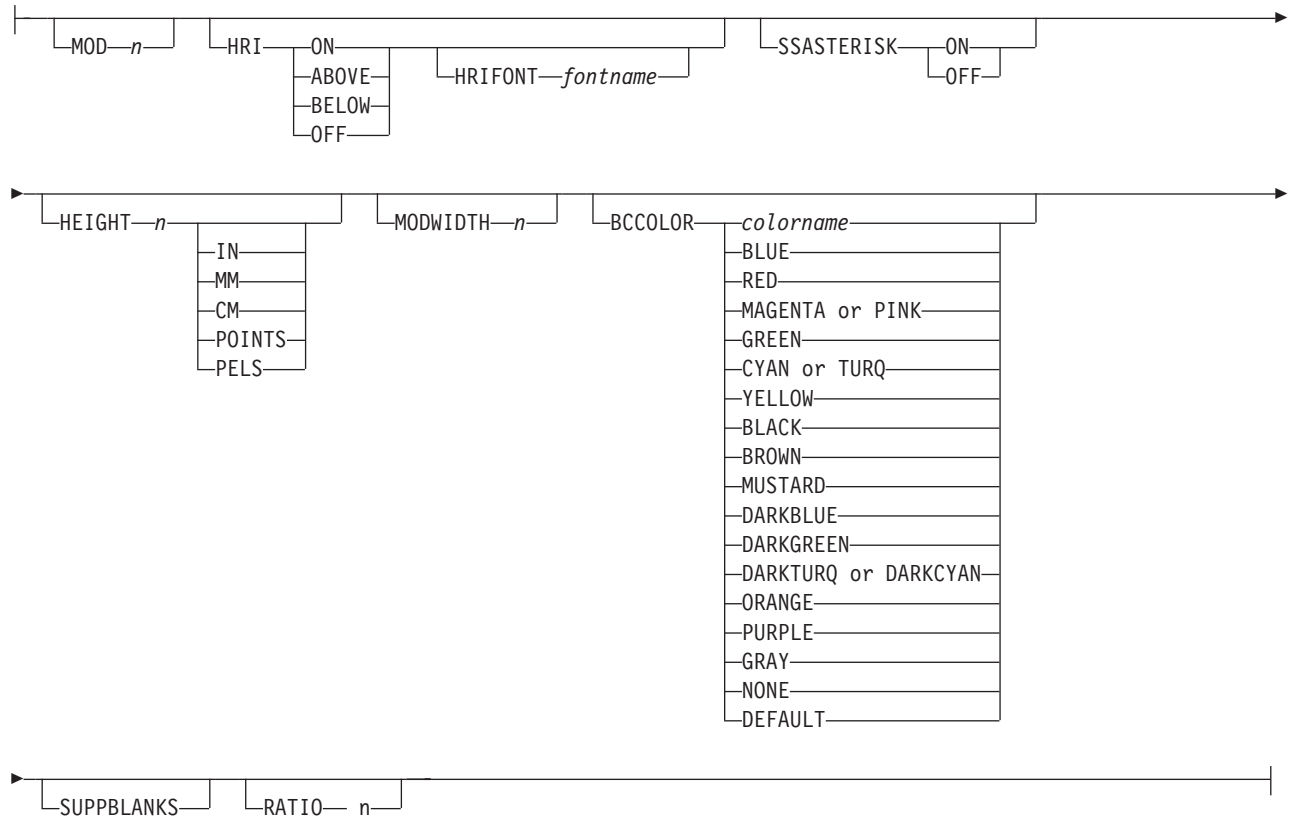 MOD n HRI ON SSASTERISK ON
ABOVE HRIFONT fontname OFF
BELOW
OFF
HEIGHT n MODWIDTH n BCCOLOR colorname
IN BLUE
MM RED
CM MAGENTA or PINK
POINTS GREEN
PELS CYAN or TURQ
YELLOW
BLACK
BROWN
MUSTARD
DARKBLUE
DARKGREEN
DARKTURQ or DARKCYAN
ORANGE
PURPLE
GRAY
NONE
DEFAULT
SUPPBLANKS RATIO n